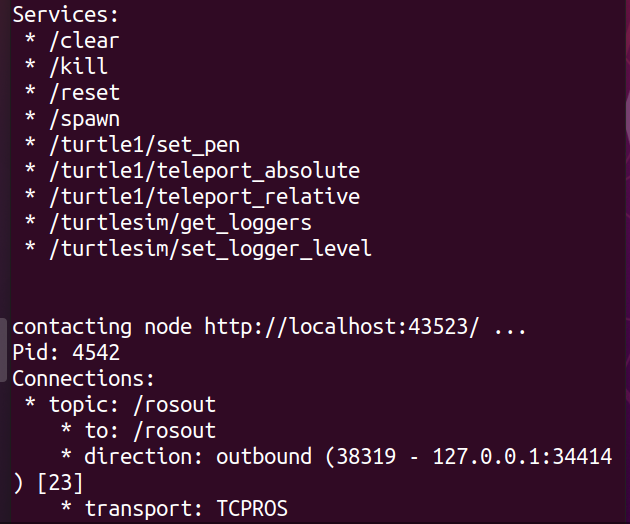 Services:
 * /clear
 * /kill
 * /reset
 * /spawn
 * /turtle1/set_pen
 * /turtle1/teleport_absolute
 * /turtle1/teleport_relative
 * /turtlesim/get_loggers
 * /turtlesim/set_logger_level
contacting node http://localhost:43523/ ...
Pid: 4542
Connections:
 * topic: /rosout
    * to: /rosout
    * direction: outbound (38319 - 127.0.0.1:34414
) [23]
    * transport: TCPROS